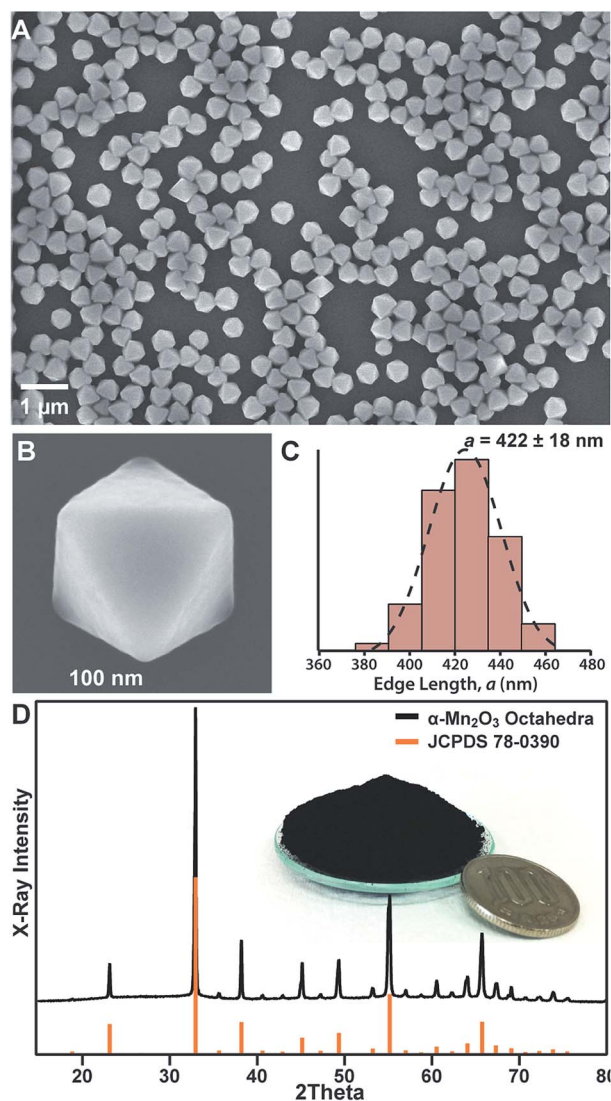 A
1 μm
B
100 nm
C
a = 422 ± 18 nm
360 380 400 420 440 460 480
Edge Length, a (nm)
D
α-Mn₂O₃ Octahedra
JCPDS 78-0390
100
X-Ray Intensity
20 30 40 50 60 70 80
2Theta